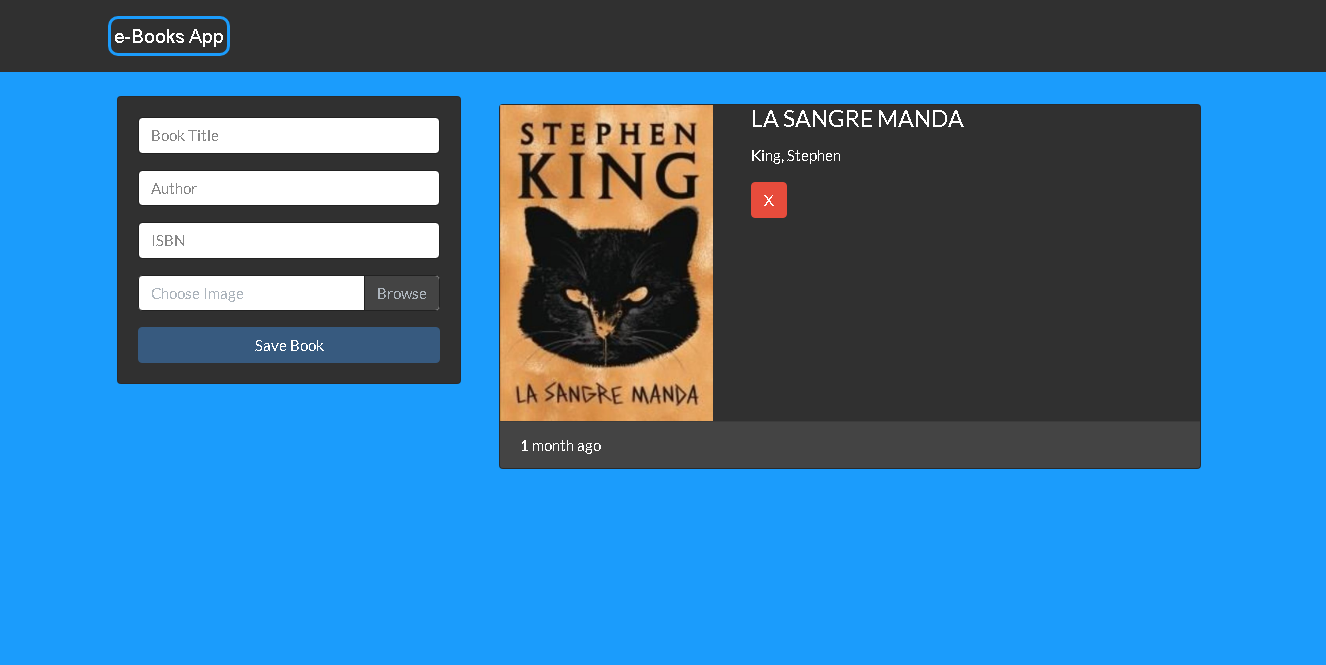 e-Books App
Book Title
Author
ISBN
Choose Image
Browse
Save Book
STEPHEN
KING
LA SANGRE MANDA
LA SANGRE MANDA
King, Stephen
X
1 month ago